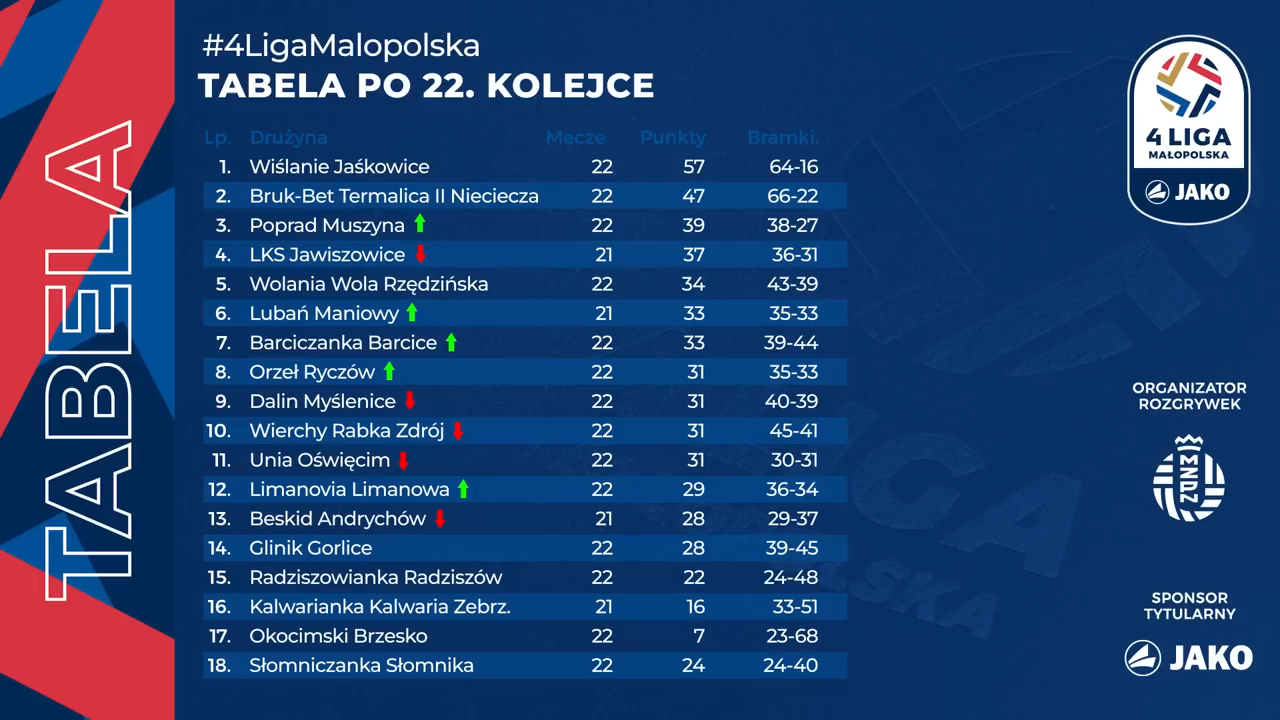 #4LigaMalopolska
TABELA PO 22. KOLEJCE
TABELA
Lp. Drużyna Mecze Punkty Bramki.
1. Wiślanie Jaśkowice 22 57 64-16
2. Bruk-Bet Termalica II Nieciecza 22 47 66-22
3. Poprad Muszyna 22 39 38-27
4. LKS Jawiszowice 21 37 36-31
5. Wolania Wola Rzędzińska 22 34 43-39
6. Lubań Maniowy 21 33 35-33
7. Barciczanka Barcice 22 33 39-44
8. Orzeł Ryczów 22 31 35-33
9. Dalin Myślenice 22 31 40-39
10. Wierchy Rabka Zdrój 22 31 45-41
11. Unia Oświęcim 22 31 30-31
12. Limanovia Limanowa 22 29 36-34
13. Beskid Andrychów 21 28 29-37
14. Glinik Gorlice 22 28 39-45
15. Radziszowianka Radziszów 22 22 24-48
16. Kalwarianka Kalwaria Zebrz. 21 16 33-51
17. Okocimski Brzesko 22 7 23-68
18. Słomniczanka Słomnika 22 24 24-40
4 LIGA
MAŁOPOLSKA
JAKO
ORGANIZATOR
ROZGRYWEK
MZPN
SPONSOR
TYTULARNY
JAKO